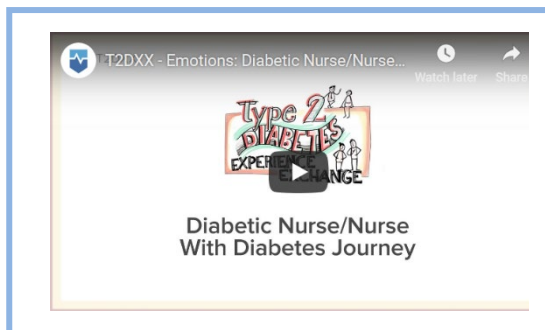 T2DXX - Emotions: Diabetic Nurse/Nurse...
Watch later
Share
Type 2
DIABETES
EXPERIENCE
EXCHANGE
Diabetic Nurse/Nurse
With Diabetes Journey